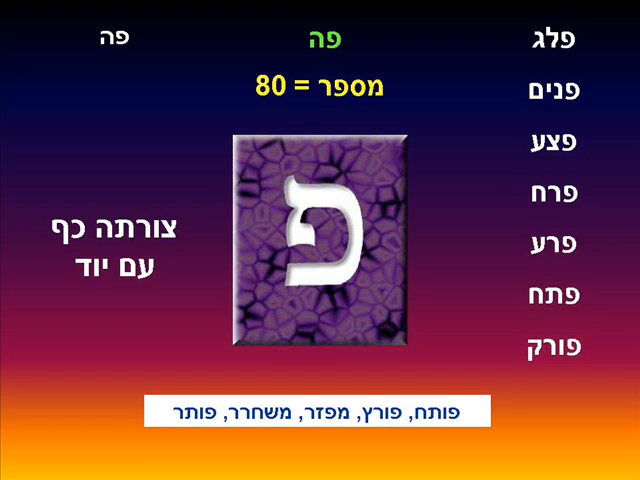 פה
מספר = 80
פלג
פנים
פצע
פרח
פרע
פתח
פורק
פ
פה
צורתה כף
עם יוד
פותח, פורץ, מפזר, משחרר, פותר